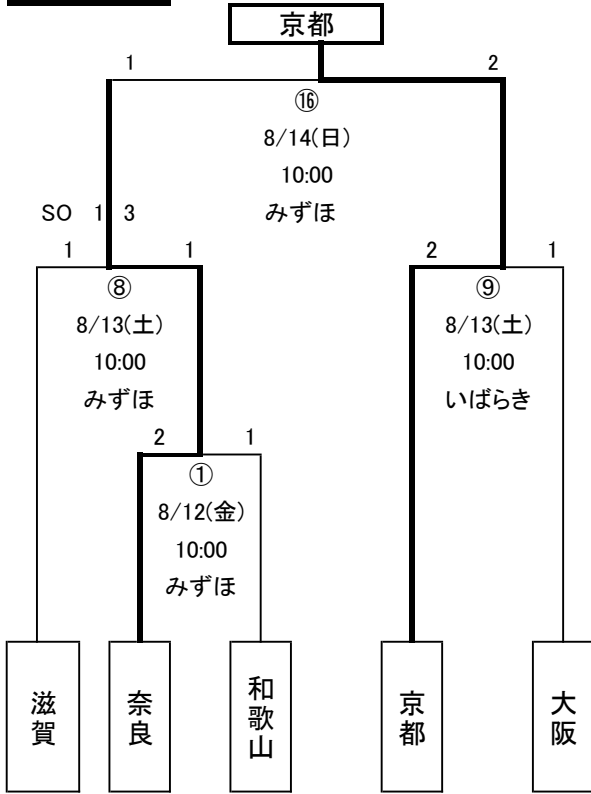 京都
1
2
⑯
8/14(日)
10:00
みずほ
SO 1 3
1
1
2
1
⑧
⑨
8/13(土)
8/13(土)
10:00
10:00
みずほ
いばらき
2
1
①
8/12(金)
10:00
みずほ
滋賀
奈良
和歌山
京都
大阪